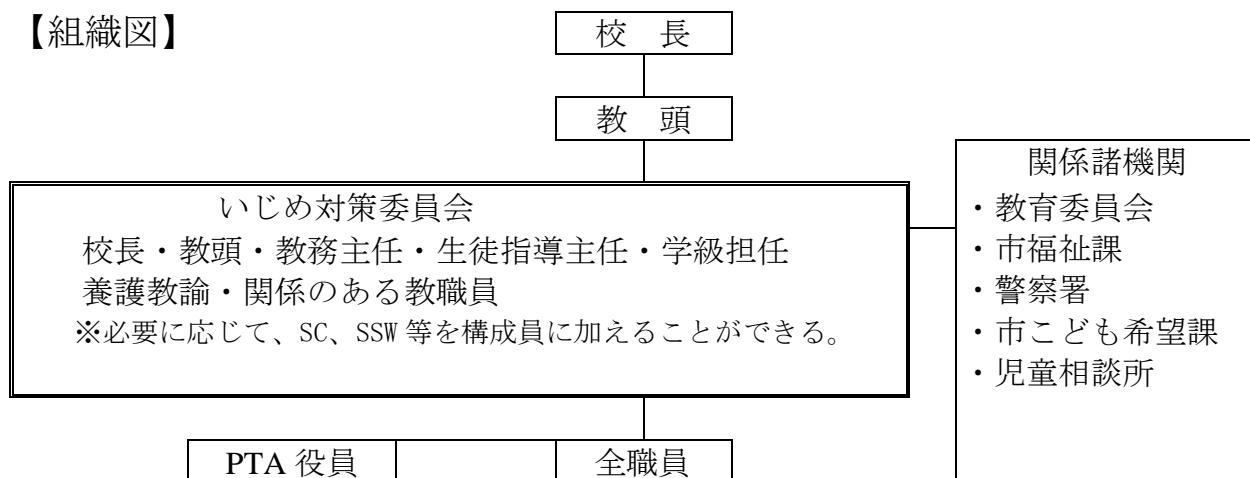 【組織図】
校 長
教 頭
いじめ対策委員会
校長・教頭・教務主任・生徒指導主任・学級担任
養護教諭・関係のある教職員
※必要に応じて、SC、SSW 等を構成員に加えることができる。
関係諸機関
・教育委員会
・市福祉課
・警察署
・市こども希望課
・児童相談所
PTA 役員
全職員